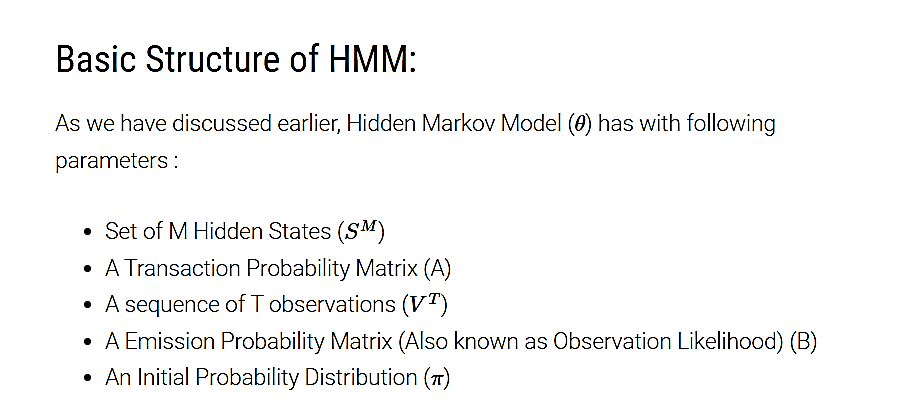 Basic Structure of HMM:
As we have discussed earlier, Hidden Markov Model (θ) has with following
parameters :
• Set of M Hidden States (S^M)
• A Transaction Probability Matrix (A)
• A sequence of T observations (V^T)
• A Emission Probability Matrix (Also known as Observation Likelihood) (B)
• An Initial Probability Distribution (π)